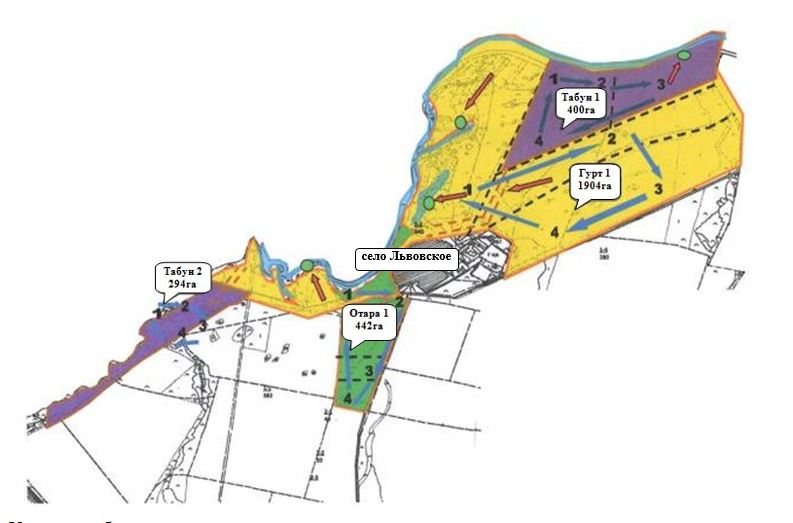 1
2
3
Табун 1
400га
4
2
1
3
Гурт 1
1904га
4
село Львовское
Табун 2
294га
1
2
3
4
1
2
Отара 1
442га
3
4